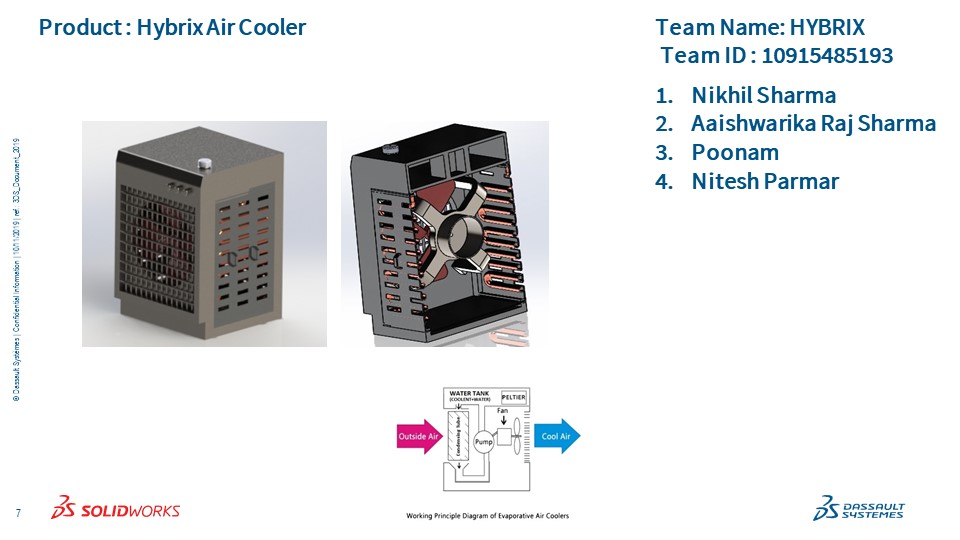 Product : Hybrix Air Cooler
Team Name: HYBRIX
Team ID : 10915485193
1. Nikhil Sharma
2. Aaishwarika Raj Sharma
3. Poonam
4. Nitesh Parmar
© Dassault Systèmes | Confidential Information | 10/11/2019 | ref.: 3DS_Document_2019
WATER TANK
(COOLENT+WATER)
PELTIER
Fan
Outside Air
Condensing Tube
Pump
Cool Air
Working Principle Diagram of Evaporative Air Coolers
7
SOLIDWORKS
DASSAULT
SYSTEMES